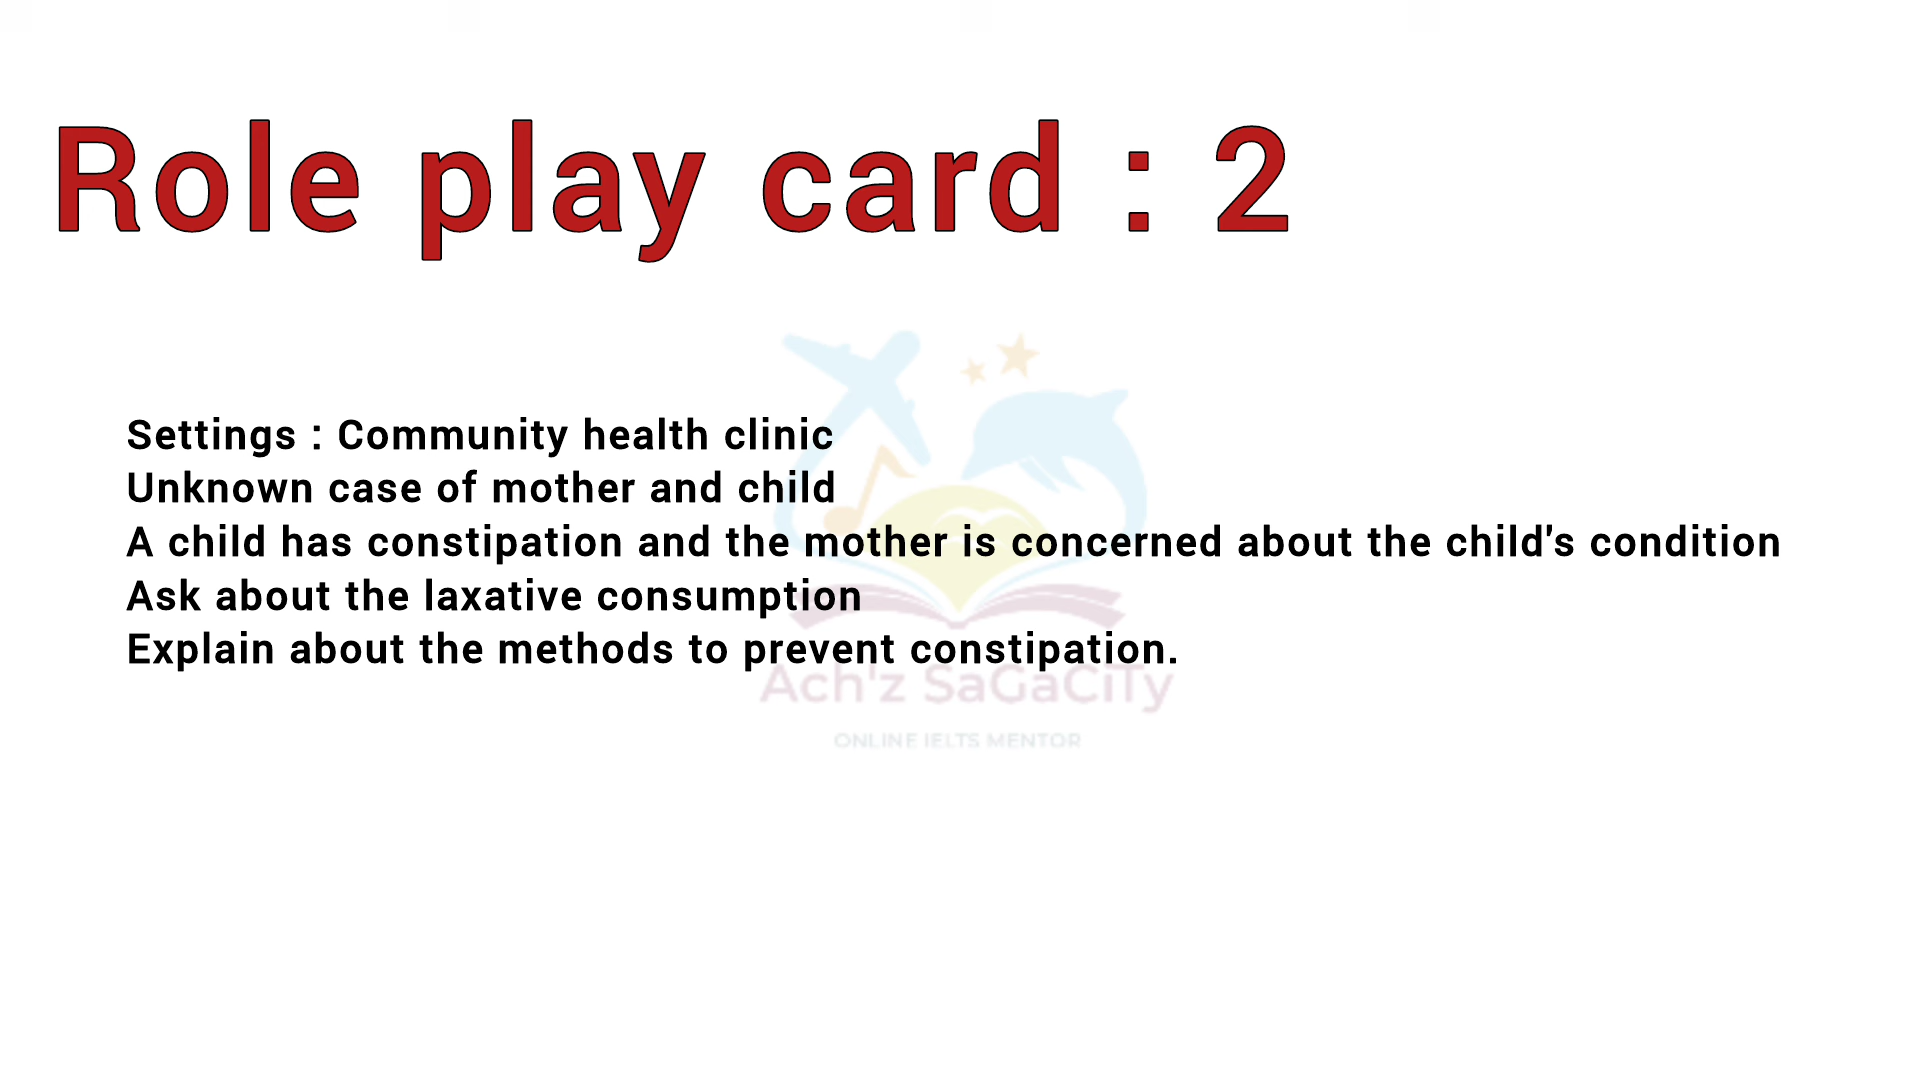 Role play card : 2
Settings : Community health clinic
Unknown case of mother and child
A child has constipation and the mother is concerned about the child's condition
Ask about the laxative consumption
Explain about the methods to prevent constipation.
Ach'z SaGaCiTy
ONLINE IELTS MENTOR